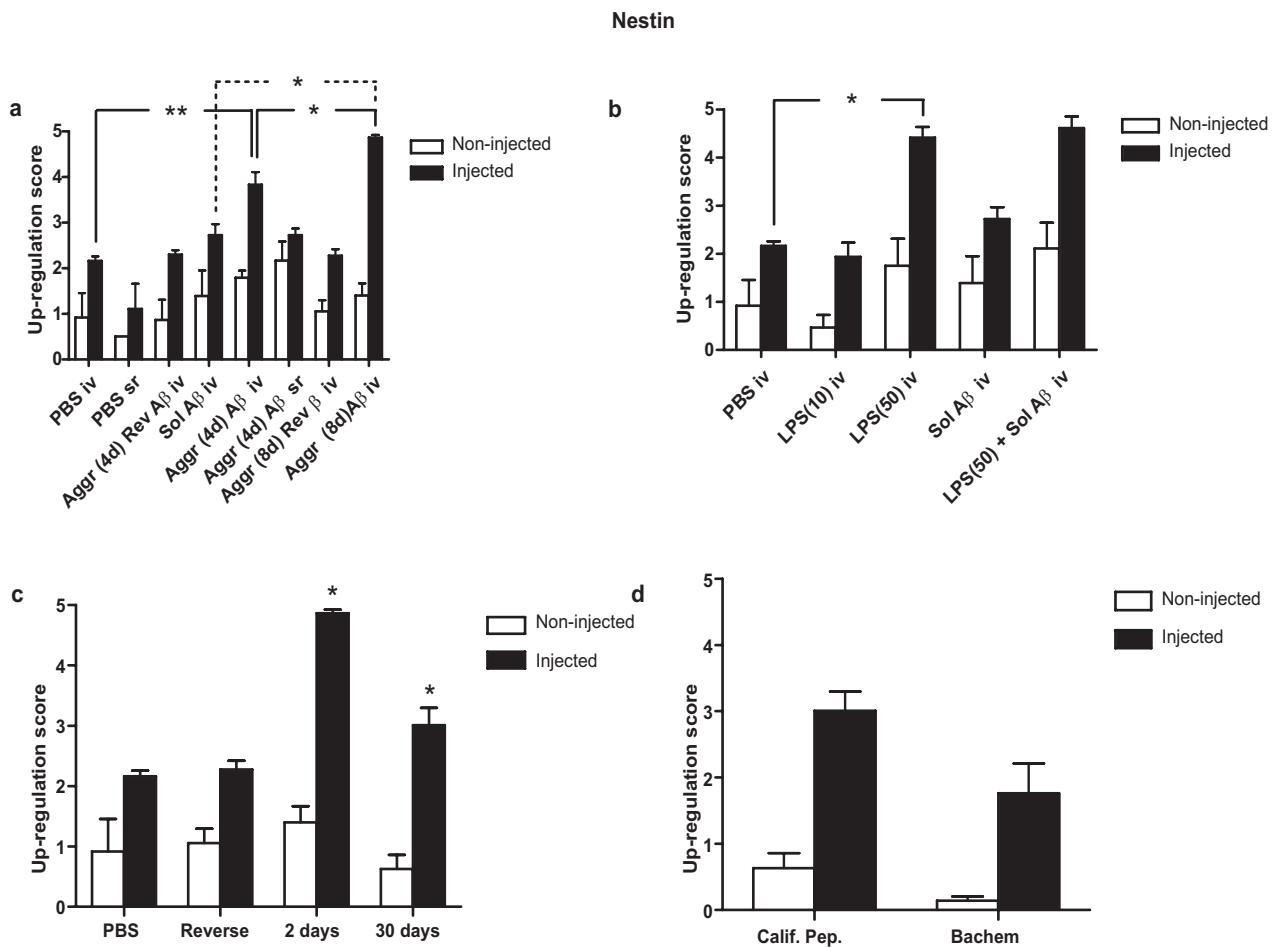 Nestin
a
Up-regulation score
5
4
3
2
1
0
**
*
*
Non-injected
Injected
PBS iv
PBS sr
Aggr (4d) Rev Aβ iv
Sol Aβ iv
Aggr (4d) Aβ iv
Aggr (4d) Aβ sr
Aggr (8d) Rev β iv
Aggr (8d)Aβ iv
b
Up-regulation score
5
4
3
2
1
0
*
Non-injected
Injected
PBS iv
LPS(10) iv
LPS(50) iv
Sol Aβ iv
LPS(50) + Sol Aβ iv
c
Up-regulation score
5
4
3
2
1
0
*
*
Non-injected
Injected
PBS
Reverse
2 days
30 days
d
Up-regulation score
5
4
3
2
1
0
Non-injected
Injected
Calif. Pep.
Bachem